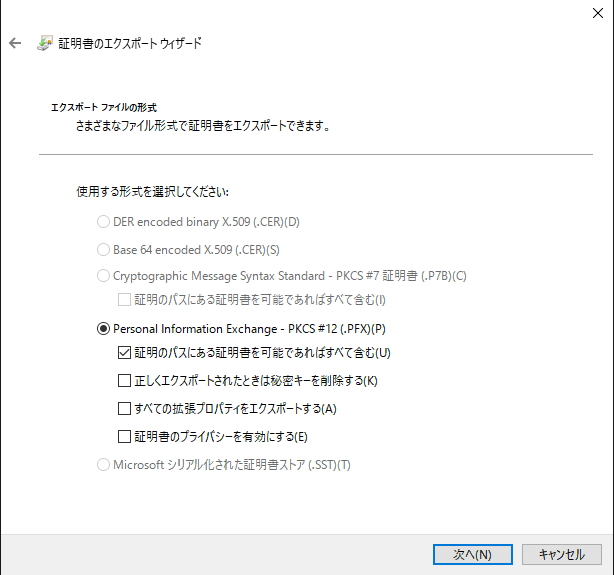 証明書のエクスポート ウィザード
エクスポート ファイルの形式
さまざまなファイル形式で証明書をエクスポートできます。
使用する形式を選択してください:
DER encoded binary X.509 (.CER)(D)
Base 64 encoded X.509 (.CER)(S)
Cryptographic Message Syntax Standard - PKCS #7 証明書 (.P7B)(C)
証明のパスにある証明書を可能であればすべて含む(I)
Personal Information Exchange - PKCS #12 (.PFX)(P)
証明のパスにある証明書を可能であればすべて含む(U)
正しくエクスポートされたときは秘密キーを削除する(K)
すべての拡張プロパティをエクスポートする(A)
証明書のプライバシーを有効にする(E)
Microsoft シリアル化された証明書ストア (.SST)(T)
次へ(N)
キャンセル